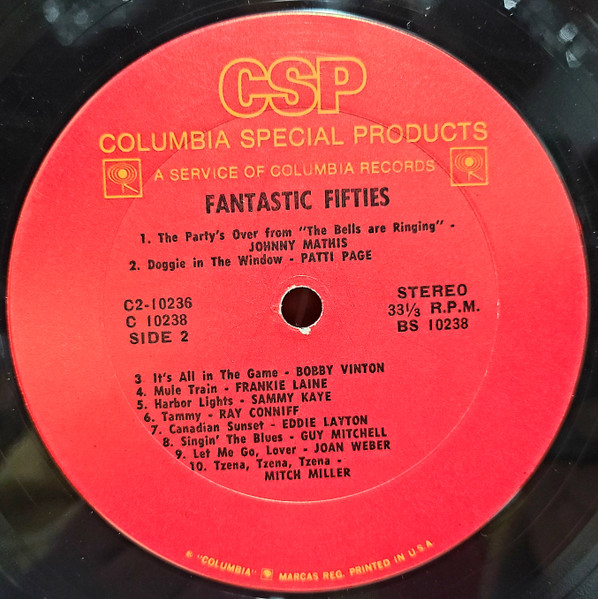 CSP
COLUMBIA SPECIAL PRODUCTS
A SERVICE OF COLUMBIA RECORDS
FANTASTIC FIFTIES
1. The Party's Over from "The Bells are Ringing" -
JOHNNY MATHIS
2. Doggie in The Window - PATTI PAGE
C2-10236
C 10238
SIDE 2
STEREO
33⅓ R.P.M.
BS 10238
3 It's All in The Game - BOBBY VINTON
4. Mule Train - FRANKIE LAINE
5. Harbor Lights - SAMMY KAYE
6. Tammy - RAY CONNIFF
7. Canadian Sunset - EDDIE LAYTON
8. Singin' The Blues - GUY MITCHELL
9. Let Me Go, Lover - JOAN WEBER
10. Tzena, Tzena, Tzena -
MITCH MILLER
® "COLUMBIA" MARCAS REG. PRINTED IN U.S.A.